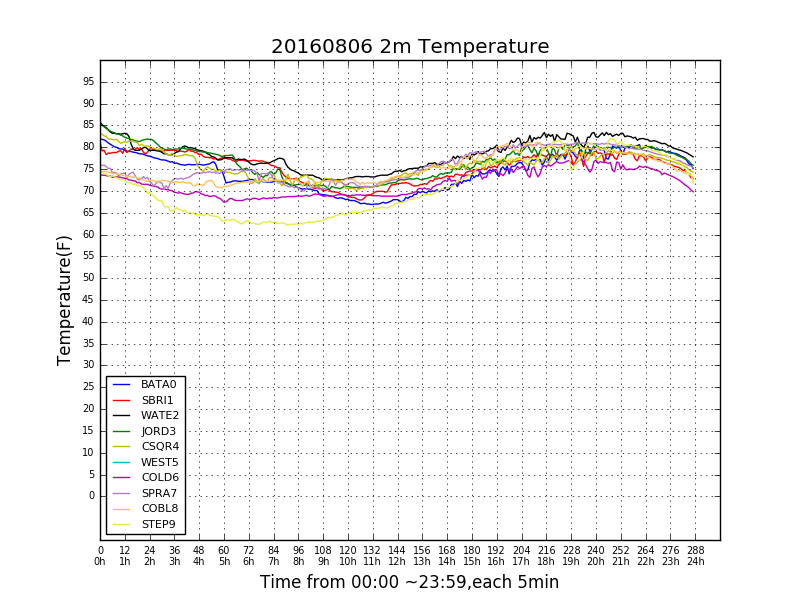 20160806 2m Temperature
Temperature(F)
95
90
85
80
75
70
65
60
55
50
45
40
35
30
25
20
15
10
5
0
BATA0
SBRI1
WATE2
JORD3
CSQR4
WEST5
COLD6
SPRA7
COBL8
STEP9
0 12 24 36 48 60 72 84 96 108 120 132 144 156 168 180 192 204 216 228 240 252 264 276 288
0h 1h 2h 3h 4h 5h 6h 7h 8h 9h 10h 11h 12h 13h 14h 15h 16h 17h 18h 19h 20h 21h 22h 23h 24h
Time from 00:00 ~23:59,each 5min